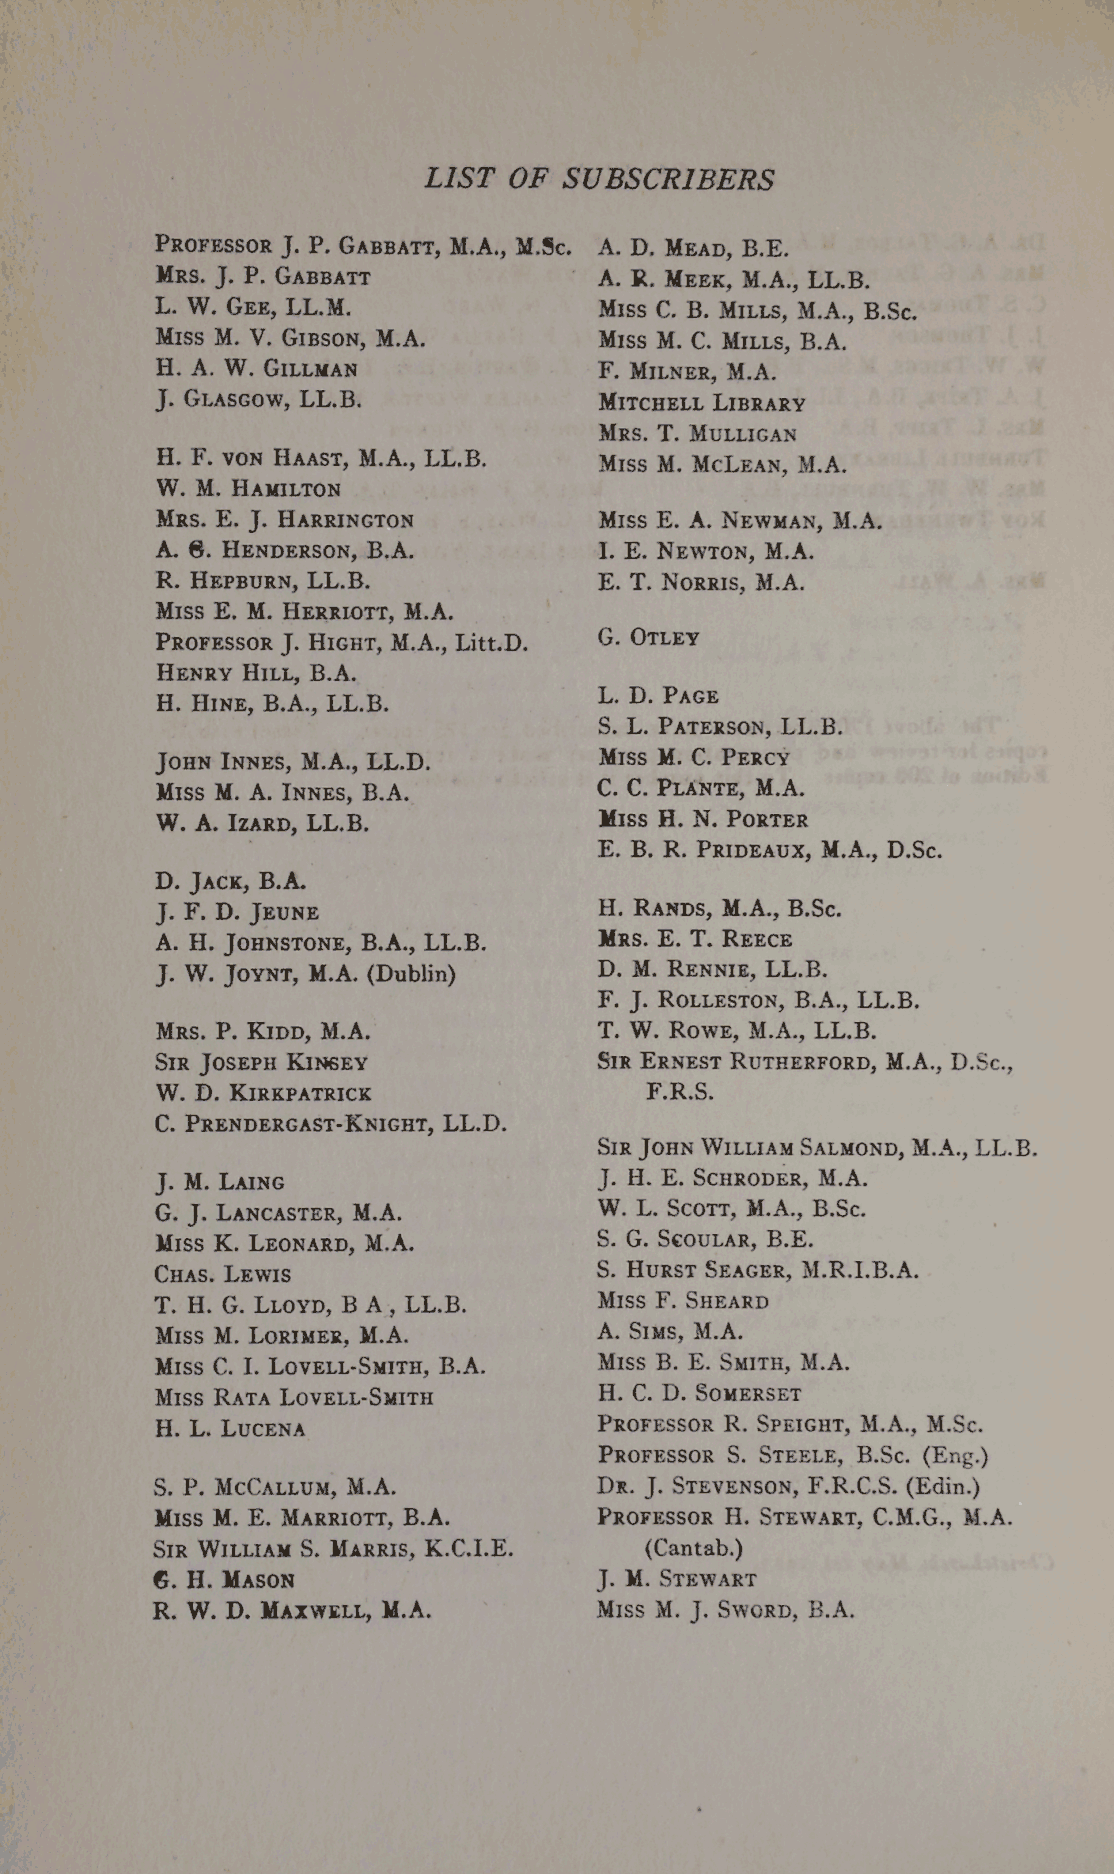 LIST OF SUBSCRIBERS
PROFESSOR J. P. GABBATT, M.A., M.Sc.
MRS. J. P. GABBATT
L. W. GEE, LL.M.
MISS M. V. GIBSON, M.A.
H. A. W. GILLMAN
J. GLASGOW, LL.B.
H. F. VON HAAST, M.A., LL.B.
W. M. HAMILTON
MRS. E. J. HARRINGTON
A. G. HENDERSON, B.A.
R. HEPBURN, LL.B.
MISS E. M. HERRIOTT, M.A.
PROFESSOR J. HIGHT, M.A., Litt.D.
HENRY HILL, B.A.
H. HINE, B.A., LL.B.
JOHN INNES, M.A., LL.D.
MISS M. A. INNES, B.A.
W. A. IZARD, LL.B.
D. JACK, B.A.
J. F. D. JEUNE
A. H. JOHNSTONE, B.A., LL.B.
J. W. JOYNT, M.A. (Dublin)
MRS. P. KIDD, M.A.
SIR JOSEPH KINSEY
W. D. KIRKPATRICK
C. PRENDERGAST-KNIGHT, LL.D.
J. M. LAING
G. J. LANCASTER, M.A.
MISS K. LEONARD, M.A.
CHAS. LEWIS
T. H. G. LLOYD, B A , LL.B.
MISS M. LORIMER, M.A.
MISS C. I. LOVELL-SMITH, B.A.
MISS RATA LOVELL-SMITH
H. L. LUCENA
S. P. MCCALLUM, M.A.
MISS M. E. MARRIOTT, B.A.
SIR WILLIAM S. MARRIS, K.C.I.E.
G. H. MASON
R. W. D. MAXWELL, M.A.
A. D. MEAD, B.E.
A. R. MEEK, M.A., LL.B.
MISS C. B. MILLS, M.A., B.Sc.
MISS M. C. MILLS, B.A.
F. MILNER, M.A.
MITCHELL LIBRARY
MRS. T. MULLIGAN
MISS M. MCLEAN, M.A.
MISS E. A. NEWMAN, M.A.
I. E. NEWTON, M.A.
E. T. NORRIS, M.A.
G. OTLEY
L. D. PAGE
S. L. PATERSON, LL.B.
MISS M. C. PERCY
C. C. PLANTE, M.A.
MISS H. N. PORTER
E. B. R. PRIDEAUX, M.A., D.Sc.
H. RANDS, M.A., B.Sc.
MRS. E. T. REECE
D. M. RENNIE, LL.B.
F. J. ROLLESTON, B.A., LL.B.
T. W. ROWE, M.A., LL.B.
SIR ERNEST RUTHERFORD, M.A., D.Sc.,
F.R.S.
SIR JOHN WILLIAM SALMOND, M.A., LL.B.
J. H. E. SCHRODER, M.A.
W. L. SCOTT, M.A., B.Sc.
S. G. SCOULAR, B.E.
S. HURST SEAGER, M.R.I.B.A.
MISS F. SHEARD
A. SIMS, M.A.
MISS B. E. SMITH, M.A.
H. C. D. SOMERSET
PROFESSOR R. SPEIGHT, M.A., M.Sc.
PROFESSOR S. STEELE, B.Sc. (Eng.)
DR. J. STEVENSON, F.R.C.S. (Edin.)
PROFESSOR H. STEWART, C.M.G., M.A.
(Cantab.)
J. M. STEWART
MISS M. J. SWORD, B.A.